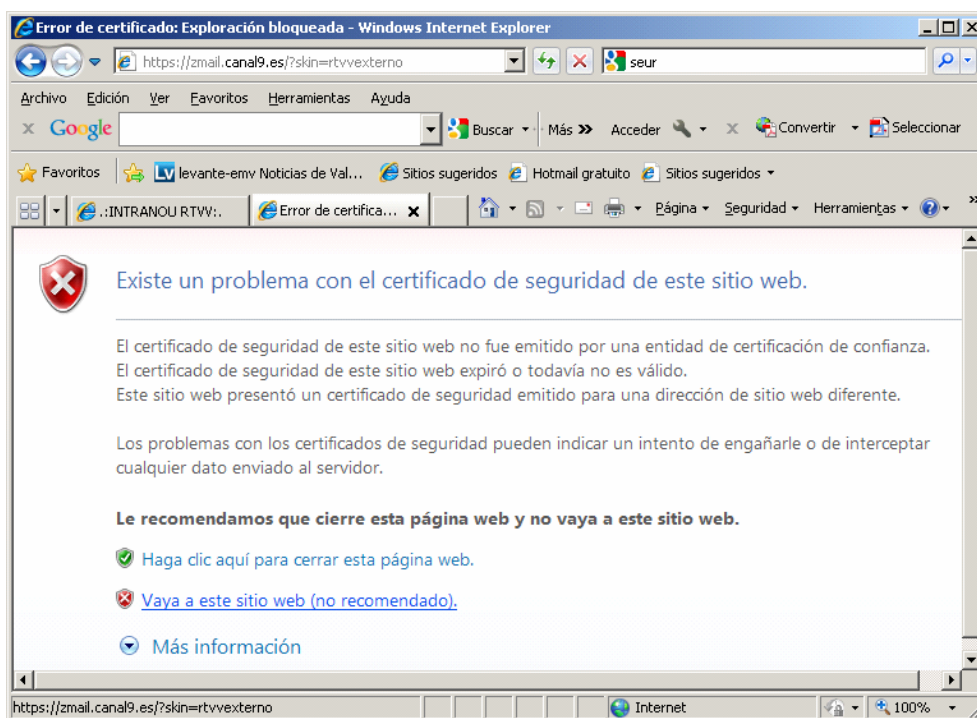 Error de certificado: Exploración bloqueada - Windows Internet Explorer
https://zmail.canal9.es/?skin=rtvvexterno
seur
Archivo Edición Ver Favoritos Herramientas Ayuda
x Google Buscar Más Acceder Convertir Seleccionar
Favoritos LV levante-emv Noticias de Val... Sitios sugeridos Hotmail gratuito Sitios sugeridos
.:INTRANOU RTVV:. Error de certifica... Página Seguridad Herramientas
Existe un problema con el certificado de seguridad de este sitio web.
El certificado de seguridad de este sitio web no fue emitido por una entidad de certificación de confianza.
El certificado de seguridad de este sitio web expiró o todavía no es válido.
Este sitio web presentó un certificado de seguridad emitido para una dirección de sitio web diferente.
Los problemas con los certificados de seguridad pueden indicar un intento de engañarle o de interceptar
cualquier dato enviado al servidor.
Le recomendamos que cierre esta página web y no vaya a este sitio web.
Haga clic aquí para cerrar esta página web.
Vaya a este sitio web (no recomendado).
Más información
https://zmail.canal9.es/?skin=rtvvexterno Internet 100%